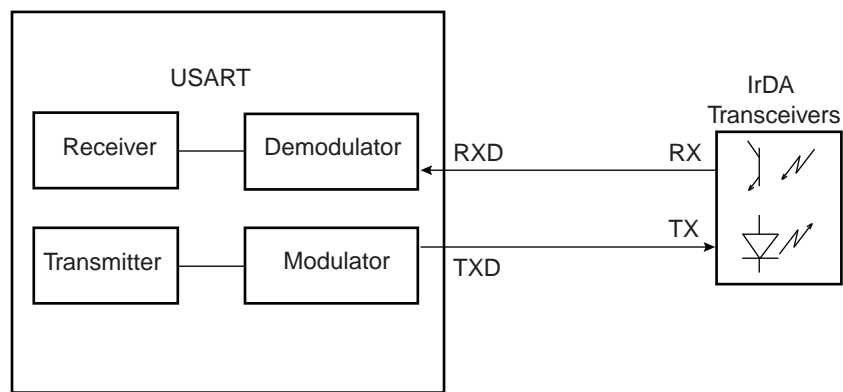 USART
IrDA
Transceivers
Receiver
Demodulator
RXD
RX
Transmitter
Modulator
TX
TXD